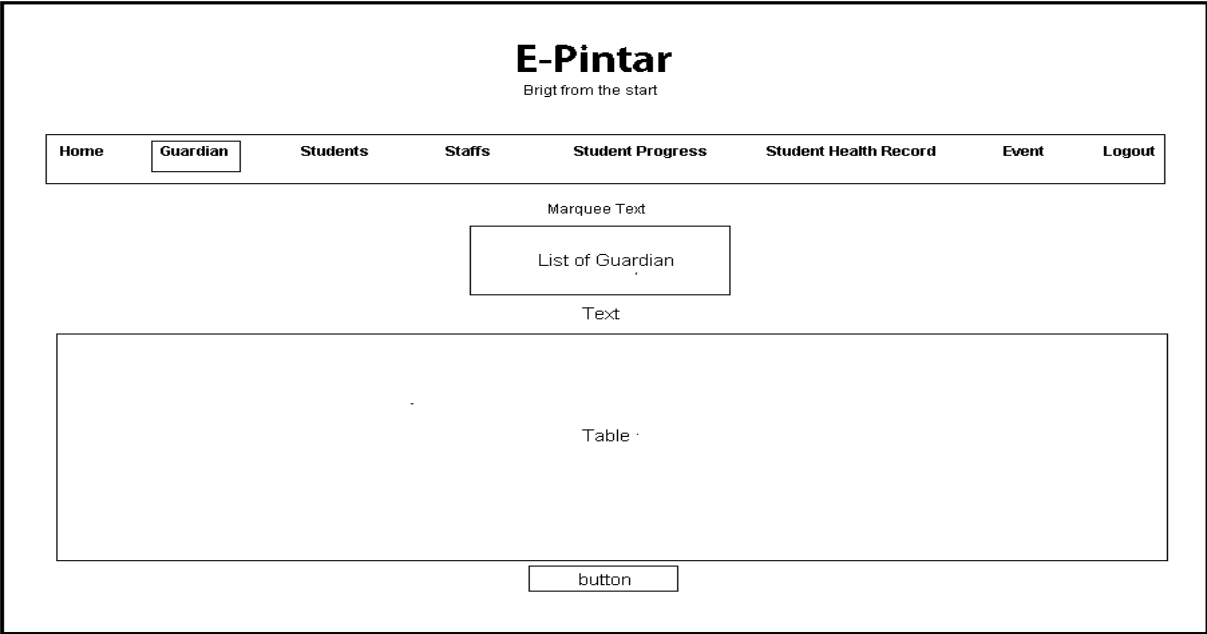 E-Pintar
Brigt from the start
Home Guardian Students Staffs Student Progress Student Health Record Event Logout
Marquee Text
List of Guardian
Text
Table
button